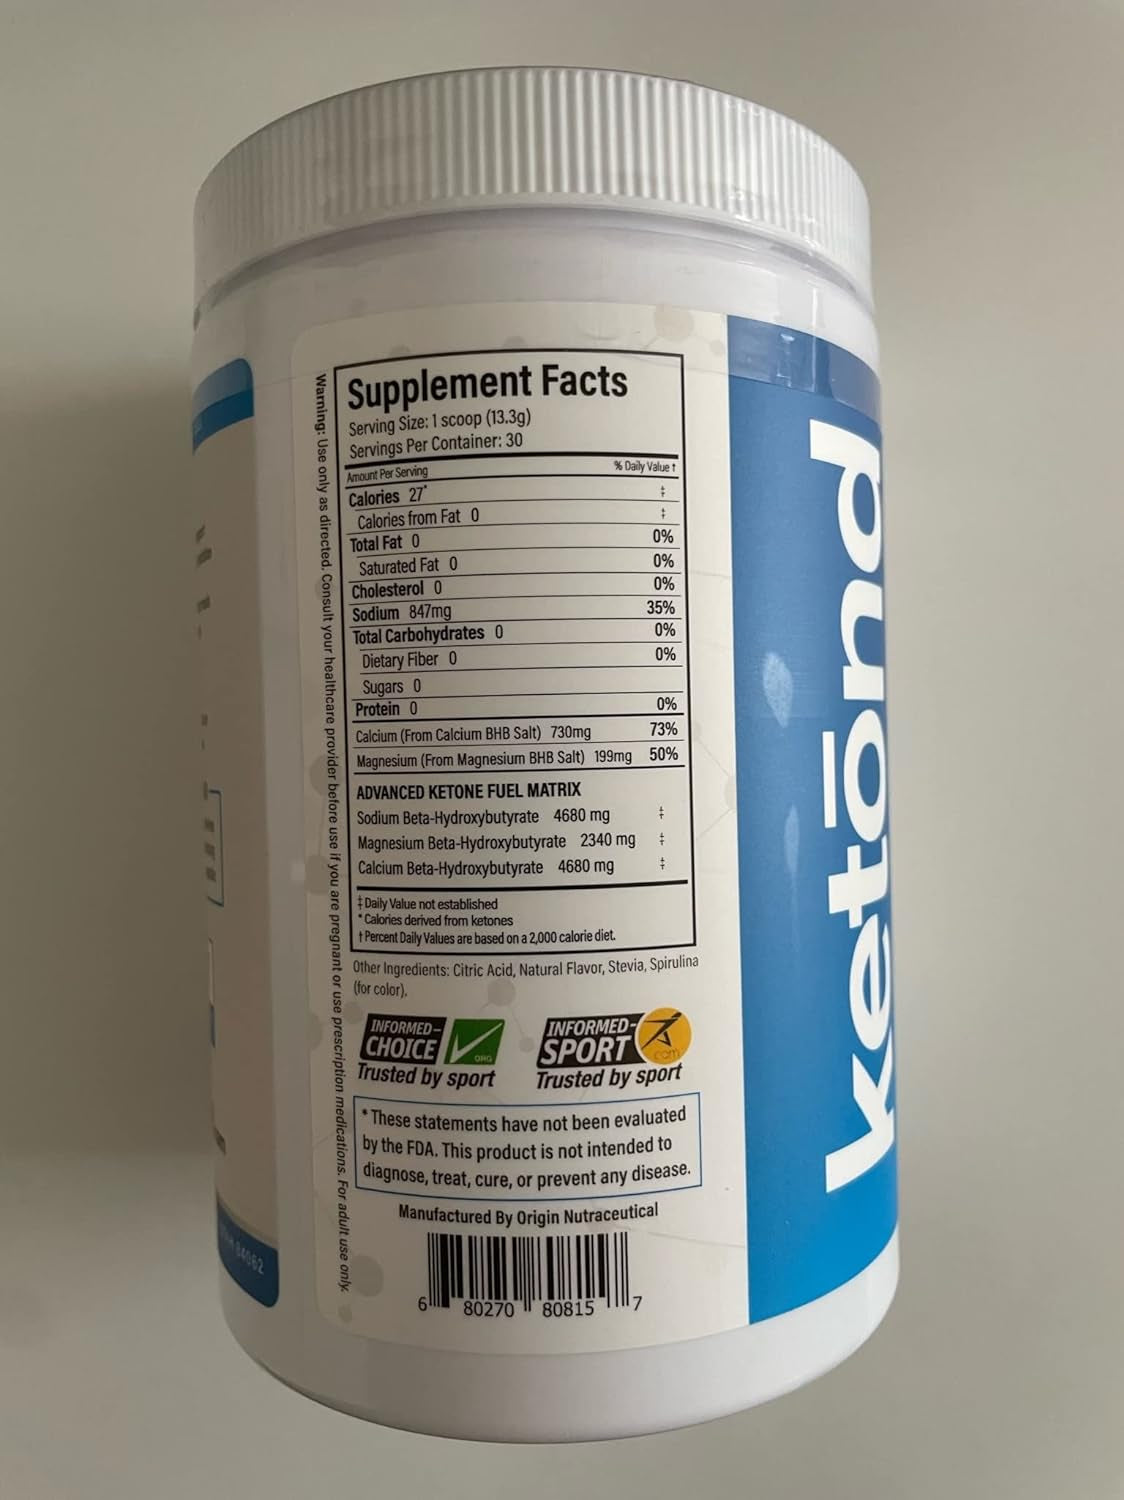 Supplement Facts
Serving Size: 1 scoop (13.3g)
Servings Per Container: 30
Amount Per Serving % Daily Value †
Calories 27* ‡
Calories from Fat 0 ‡
Total Fat 0 0%
Saturated Fat 0 0%
Cholesterol 0 0%
Sodium 847mg 35%
Total Carbohydrates 0 0%
Dietary Fiber 0 0%
Sugars 0
Protein 0 0%
Calcium (From Calcium BHB Salt) 730mg 73%
Magnesium (From Magnesium BHB Salt) 199mg 50%
ADVANCED KETONE FUEL MATRIX
Sodium Beta-Hydroxybutyrate 4680 mg ‡
Magnesium Beta-Hydroxybutyrate 2340 mg ‡
Calcium Beta-Hydroxybutyrate 4680 mg ‡
‡ Daily Value not established
* Calories derived from ketones
† Percent Daily Values are based on a 2,000 calorie diet.
Other Ingredients: Citric Acid, Natural Flavor, Stevia, Spirulina
(for color).
INFORMED-
CHOICE
ORG
Trusted by sport
INFORMED-
SPORT
.com
Trusted by sport
* These statements have not been evaluated
by the FDA. This product is not intended to
diagnose, treat, cure, or prevent any disease.
Manufactured By Origin Nutraceutical
6 80270 80815 7
Warning: Use only as directed. Consult your healthcare provider before use if you are pregnant or use prescription medications. For adult use only.
ketōnd
84062